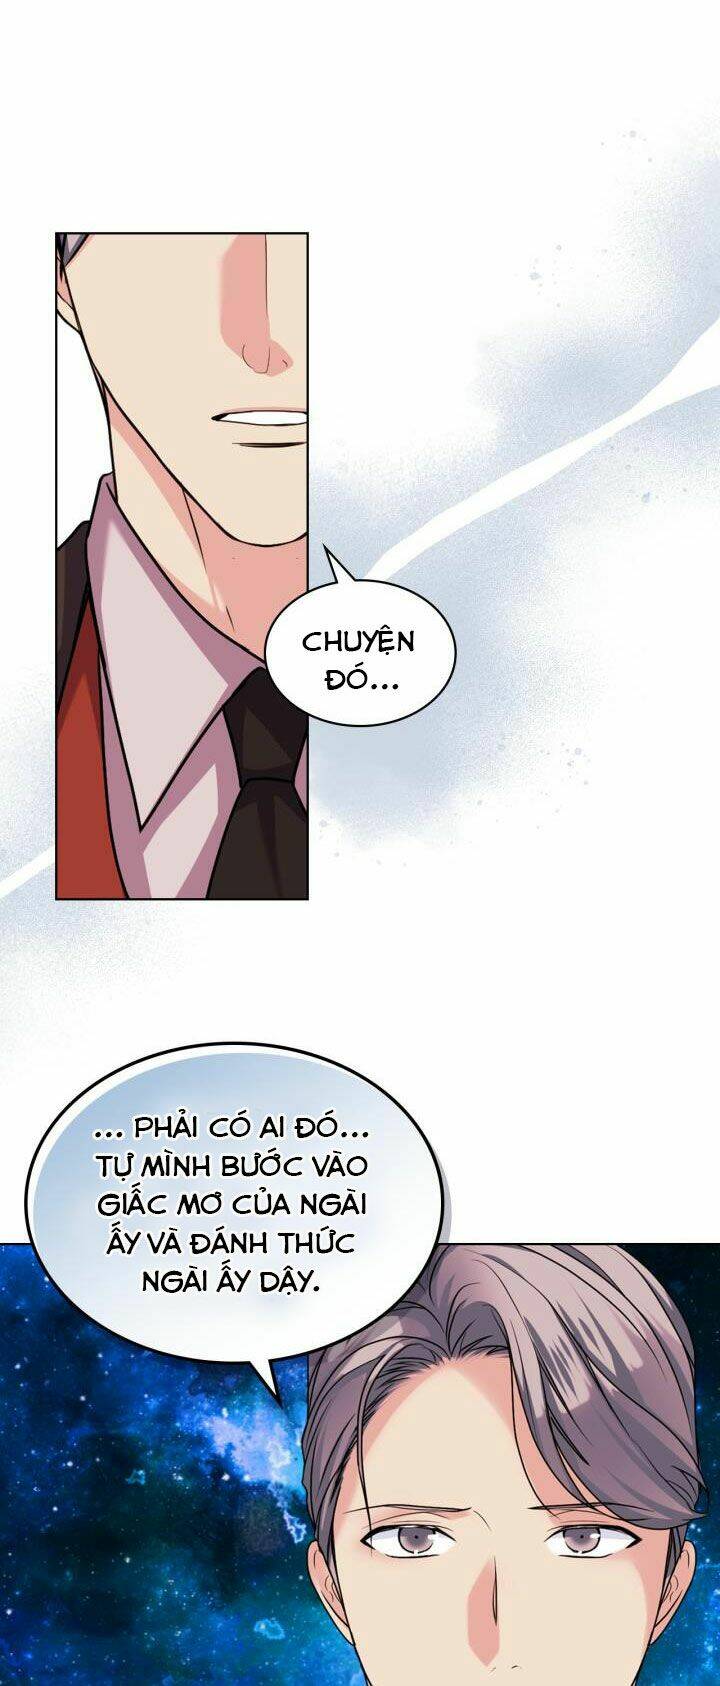 CHUYỆN
ĐÓ...
... PHẢI CÓ AI ĐÓ...
TỰ MÌNH BƯỚC VÀO
GIẤC MƠ CỦA NGÀI
ẤY VÀ ĐÁNH THỨC
NGÀI ẤY DẬY.